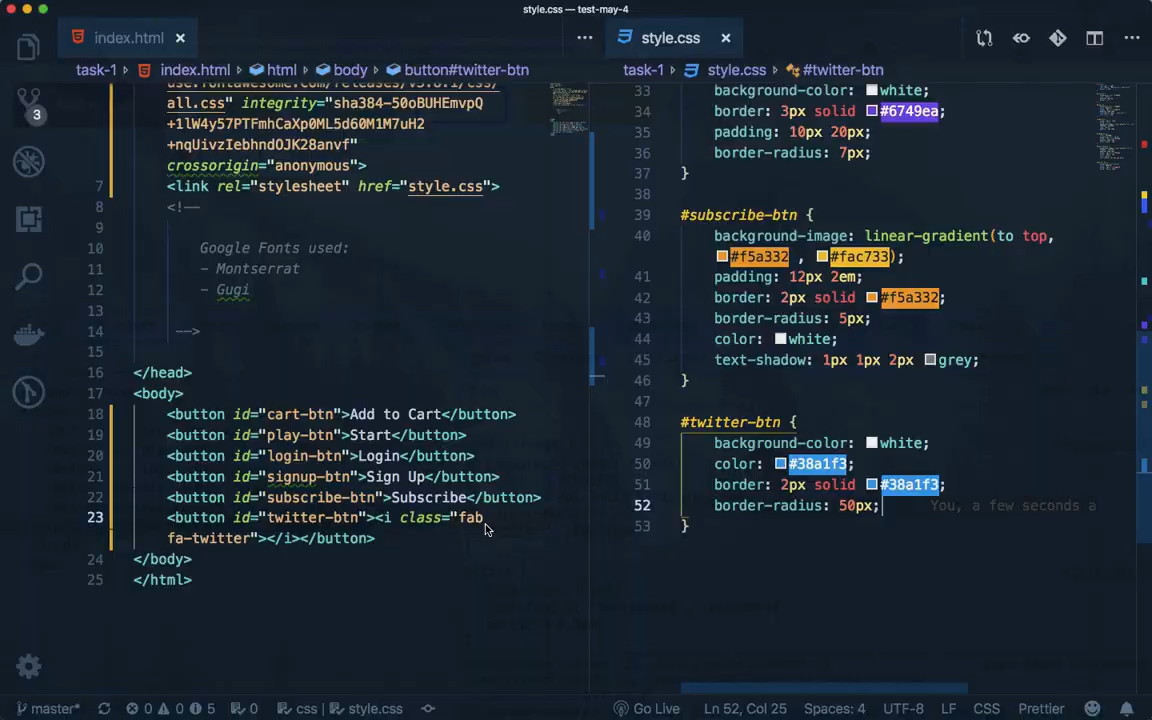 style.css — test-may-4
index.html ×
···
style.css ×
···
task-1 index.html html body button#twitter-btn
task-1 style.css #twitter-btn
3
all.css" integrity="sha384-50oBUHEmvpQ
+1lW4y57PTFmhCaXp0ML5d60M1M7uH2
+nqUivzIebhndOJK28anvf"
crossorigin="anonymous">
7 <link rel="stylesheet" href="style.css">
8 <!--
9
10 Google Fonts used:
11 - Montserrat
12 - Gugi
13
14 -->
15
16 </head>
17 <body>
18 <button id="cart-btn">Add to Cart</button>
19 <button id="play-btn">Start</button>
20 <button id="login-btn">Login</button>
21 <button id="signup-btn">Sign Up</button>
22 <button id="subscribe-btn">Subscribe</button>
23 <button id="twitter-btn"><i class="fab
fa-twitter"></i></button>
24 </body>
25 </html>
33 background-color: white;
34 border: 3px solid #6749ea;
35 padding: 10px 20px;
36 border-radius: 7px;
37 }
38
39 #subscribe-btn {
40 background-image: linear-gradient(to top,
#f5a332 , #fac733);
41 padding: 12px 2em;
42 border: 2px solid #f5a332;
43 border-radius: 5px;
44 color: white;
45 text-shadow: 1px 1px 2px grey;
46 }
47
48 #twitter-btn {
49 background-color: white;
50 color: #38a1f3;
51 border: 2px solid #38a1f3;
52 border-radius: 50px; You, a few seconds a
53 }
master* 0 0 5 0 css | style.css Go Live Ln 52, Col 25 Spaces: 4 UTF-8 LF CSS Prettier